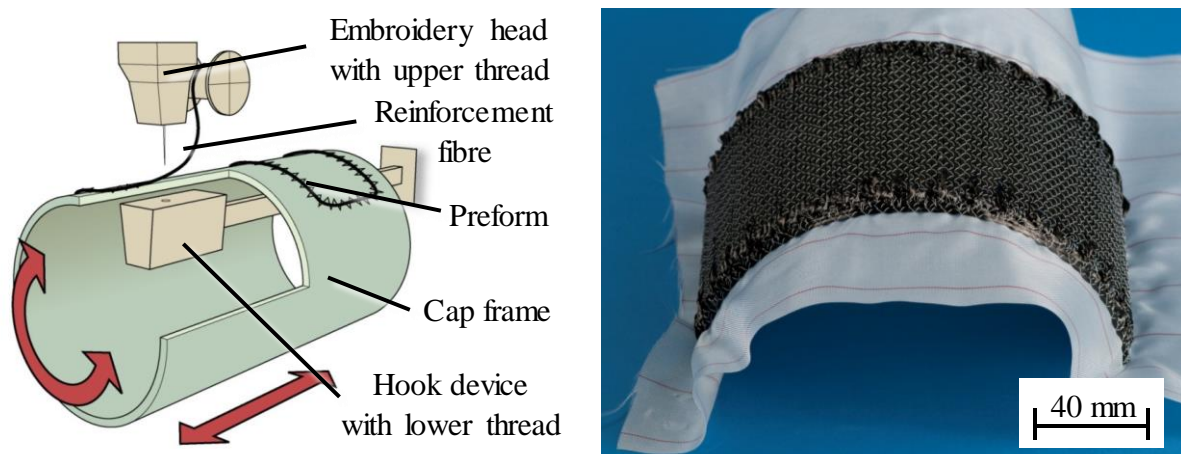 Embroidery head
with upper thread
Reinforcement
fibre
Preform
Cap frame
Hook device
with lower thread
40 mm